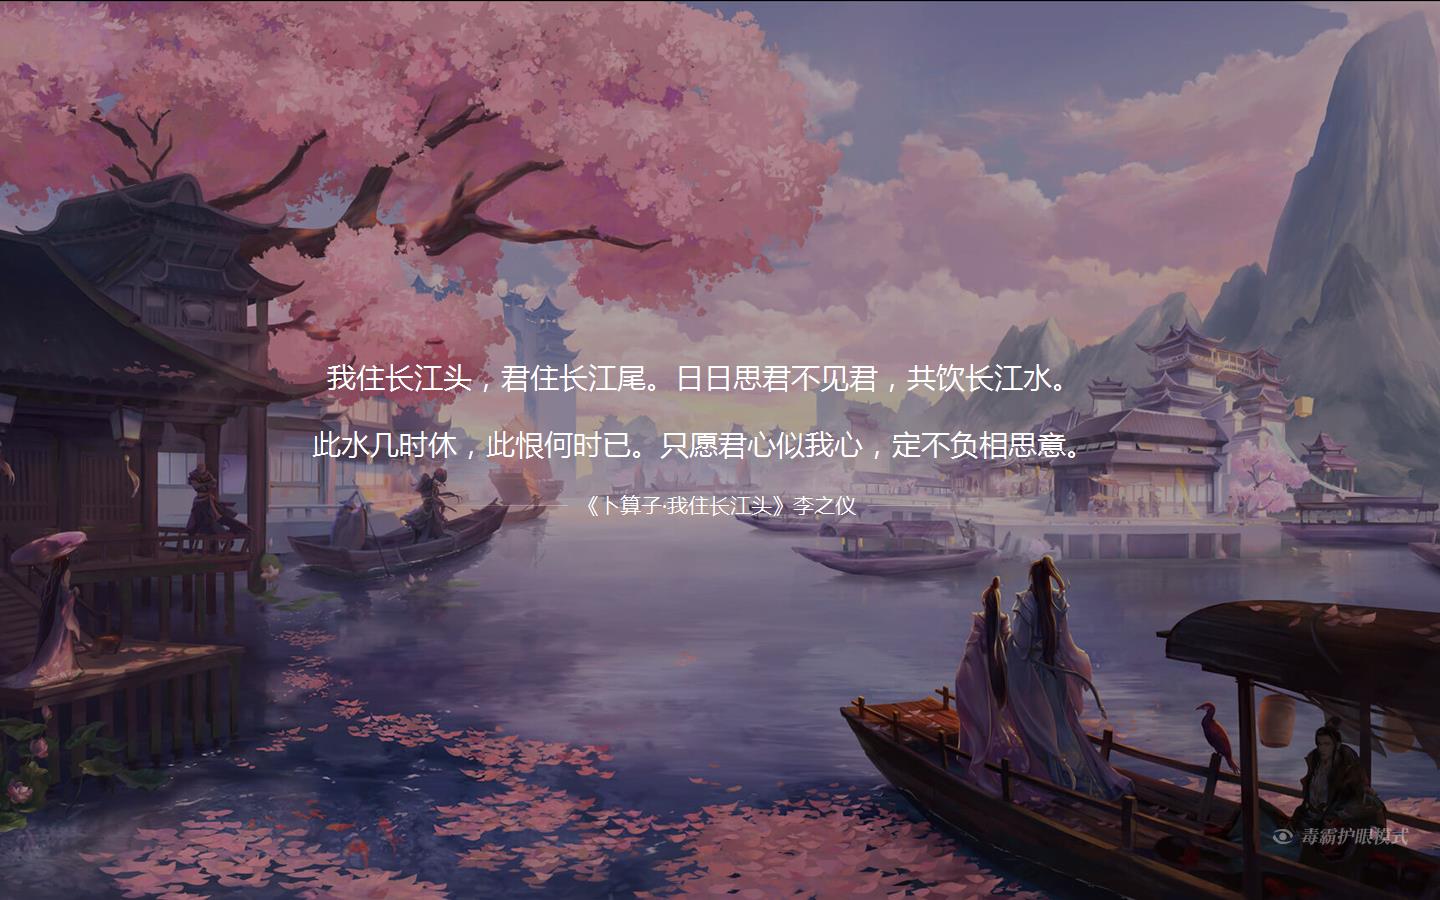 我住长江头，君住长江尾。日日思君不见君，共饮长江水。
此水几时休，此恨何时已。只愿君心似我心，定不负相思意。
《卜算子·我住长江头》李之仪
毒霸护眼模式